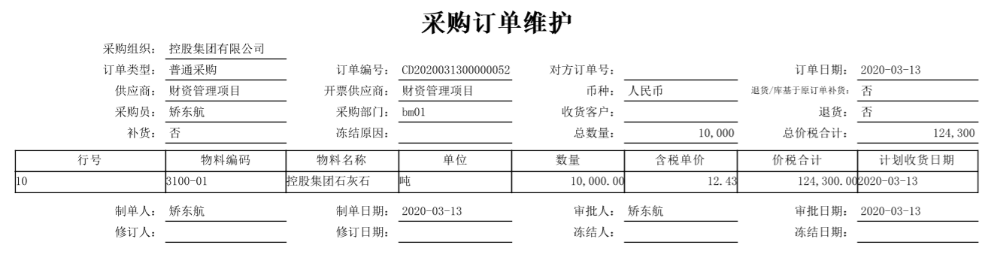 采购订单维护
采购组织： 控股集团有限公司
订单类型： 普通采购 订单编号： CD2020031300000052 对方订单号： 订单日期： 2020-03-13
供应商： 财资管理项目 开票供应商： 财资管理项目 币种： 人民币 退货/库基于原订单补货： 否
采购员： 矫东航 采购部门： bm01 收货客户： 退货： 否
补货： 否 冻结原因： 总数量： 10,000 总价税合计： 124,300
行号 物料编码 物料名称 单位 数量 含税单价 价税合计 计划收货日期
10 3100-01 控股集团石灰石 吨 10,000.00 12.43 124,300.00 2020-03-13
制单人： 矫东航 制单日期： 2020-03-13 审批人： 矫东航 审批日期： 2020-03-13
修订人： 修订日期： 冻结人： 冻结日期：